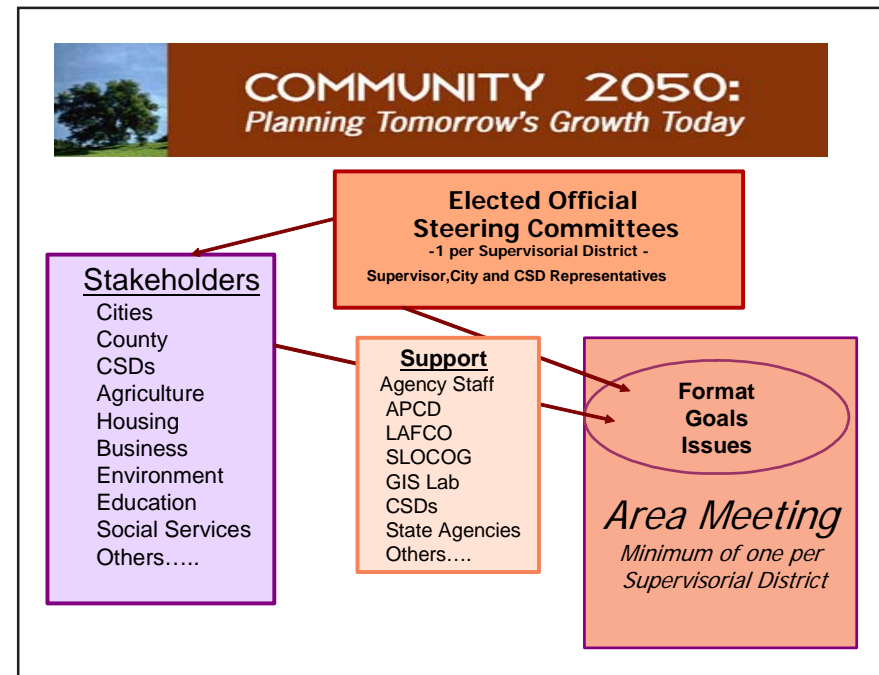 COMMUNITY 2050:
Planning Tomorrow's Growth Today
Elected Official
Steering Committees
-1 per Supervisorial District -
Supervisor,City and CSD Representatives
Stakeholders
Cities
County
CSDs
Agriculture
Housing
Business
Environment
Education
Social Services
Others…..
Support
Agency Staff
APCD
LAFCO
SLOCOG
GIS Lab
CSDs
State Agencies
Others….
Format
Goals
Issues
Area Meeting
Minimum of one per
Supervisorial District